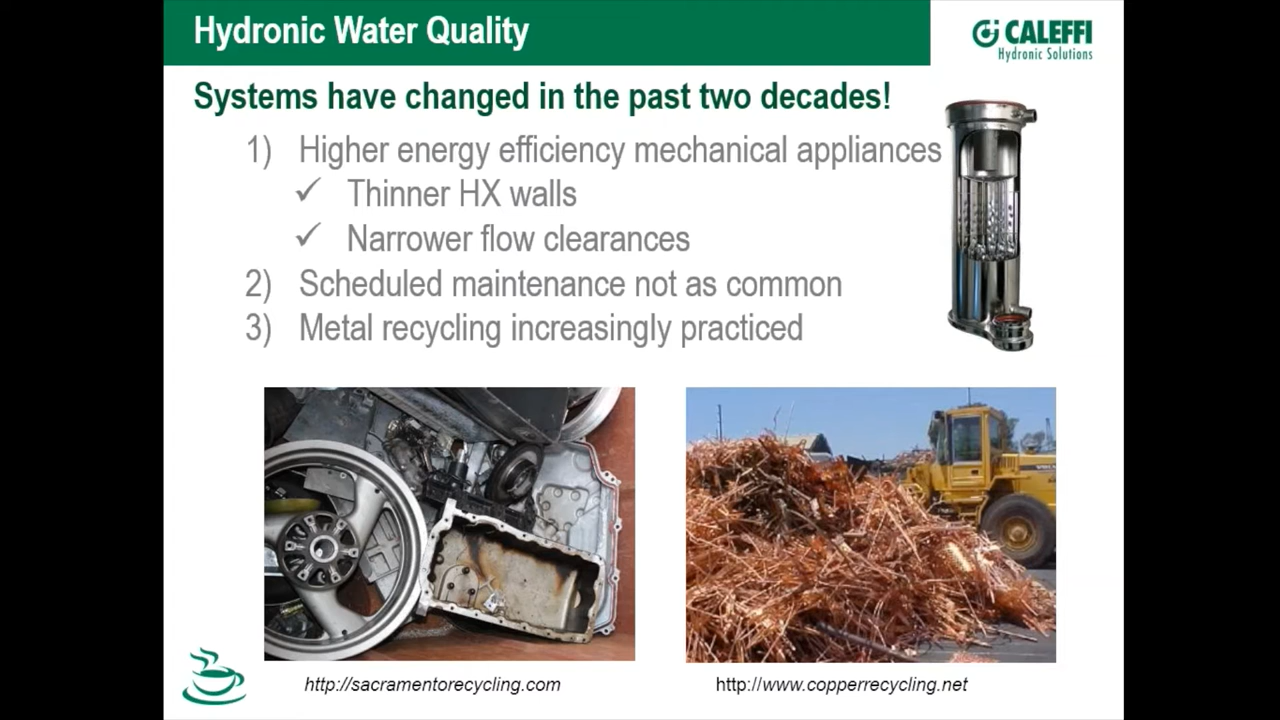 Hydronic Water Quality
CALEFFI
Hydronic Solutions
Systems have changed in the past two decades!
1) Higher energy efficiency mechanical appliances
✓ Thinner HX walls
✓ Narrower flow clearances
2) Scheduled maintenance not as common
3) Metal recycling increasingly practiced
http://sacramentorecycling.com
http://www.copperrecycling.net